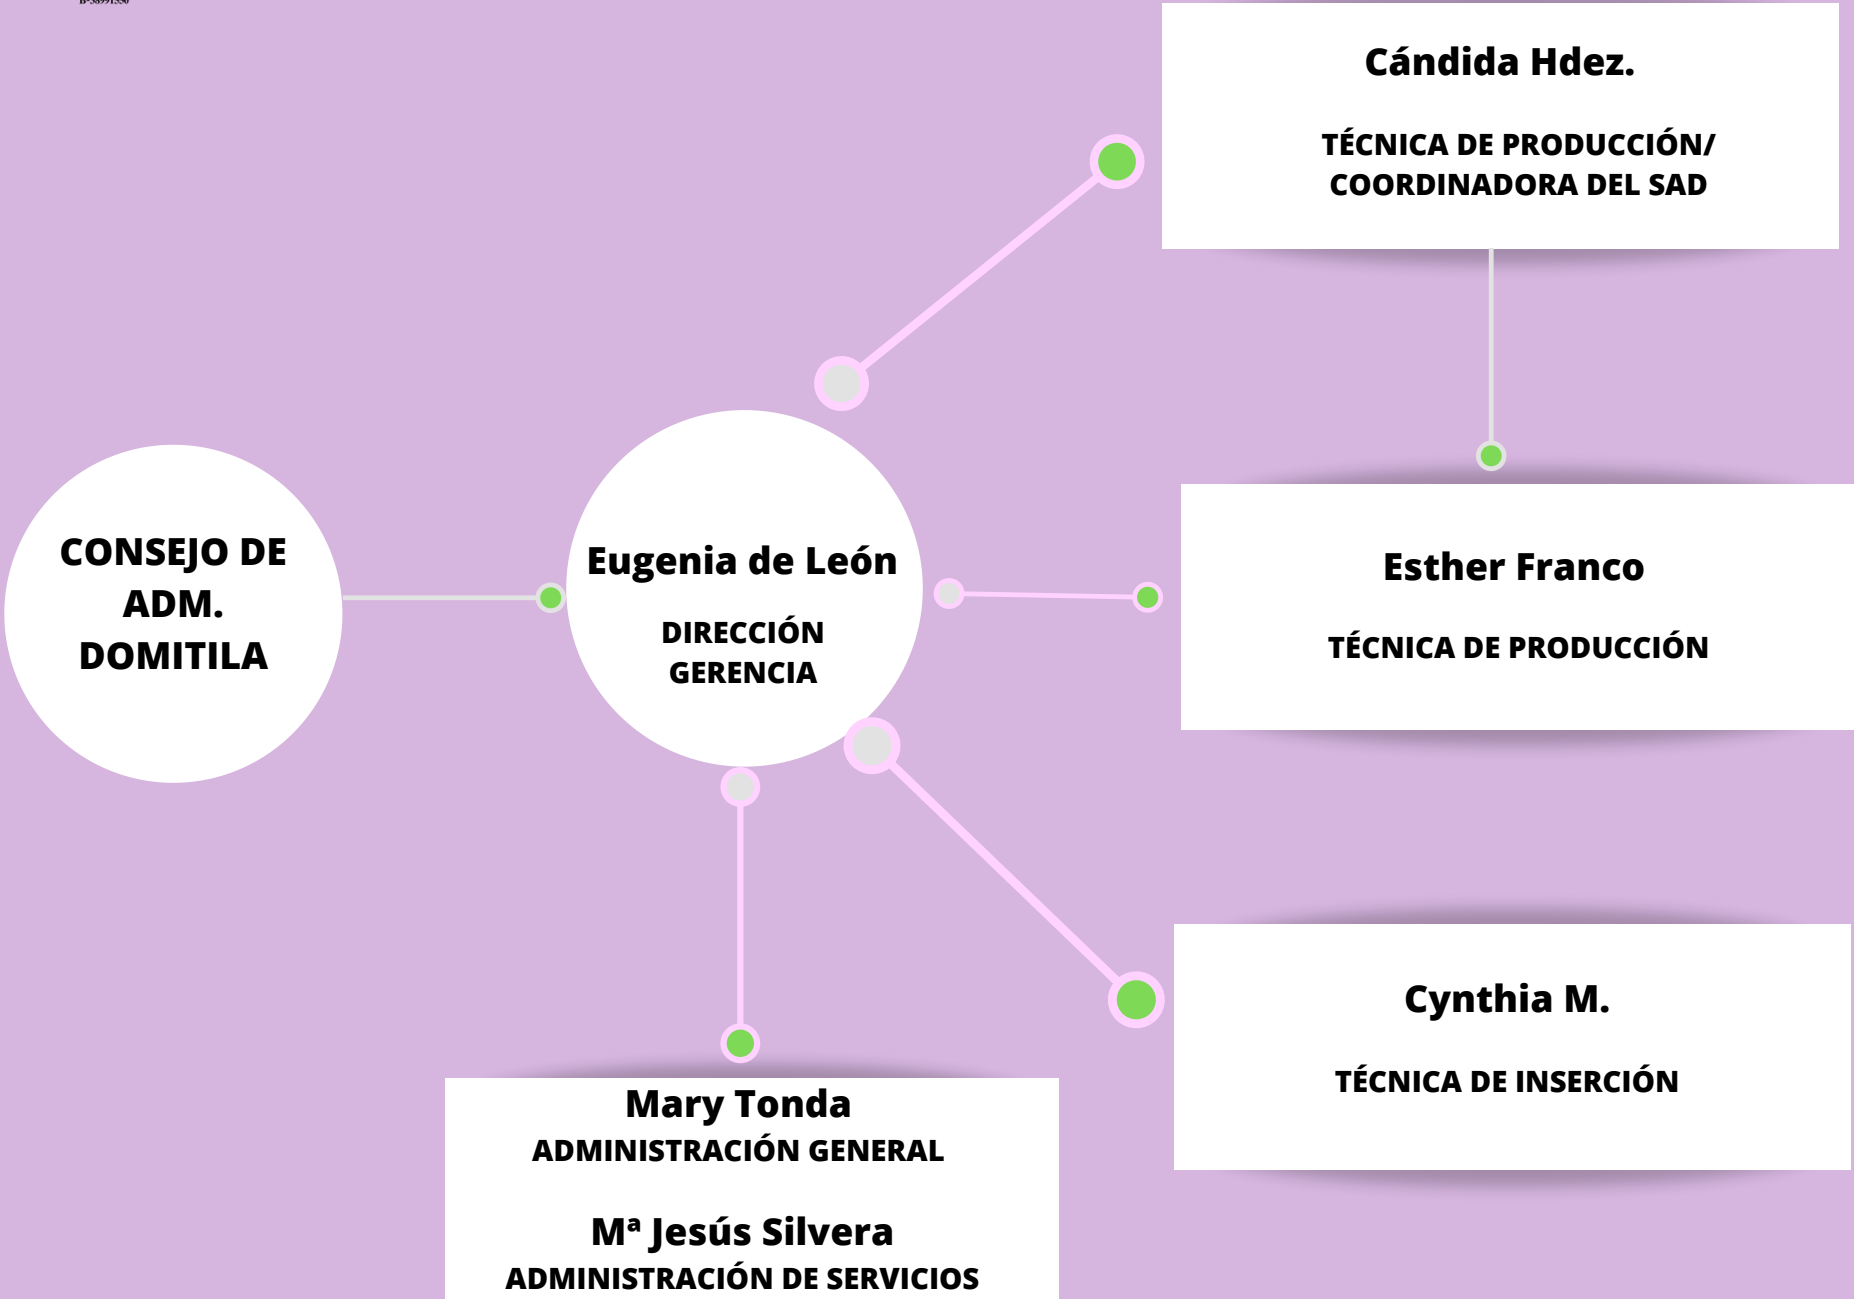 Cándida Hdez.
TÉCNICA DE PRODUCCIÓN/
COORDINADORA DEL SAD
CONSEJO DE
ADM.
DOMITILA
Eugenia de León
DIRECCIÓN
GERENCIA
Esther Franco
TÉCNICA DE PRODUCCIÓN
Cynthia M.
TÉCNICA DE INSERCIÓN
Mary Tonda
ADMINISTRACIÓN GENERAL
Mª Jesús Silvera
ADMINISTRACIÓN DE SERVICIOS